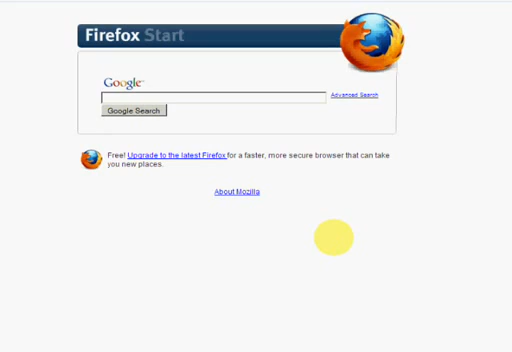 Firefox Start
Google™
Advanced Search
Google Search
Free! Upgrade to the latest Firefox for a faster, more secure browser that can take
you new places.
About Mozilla